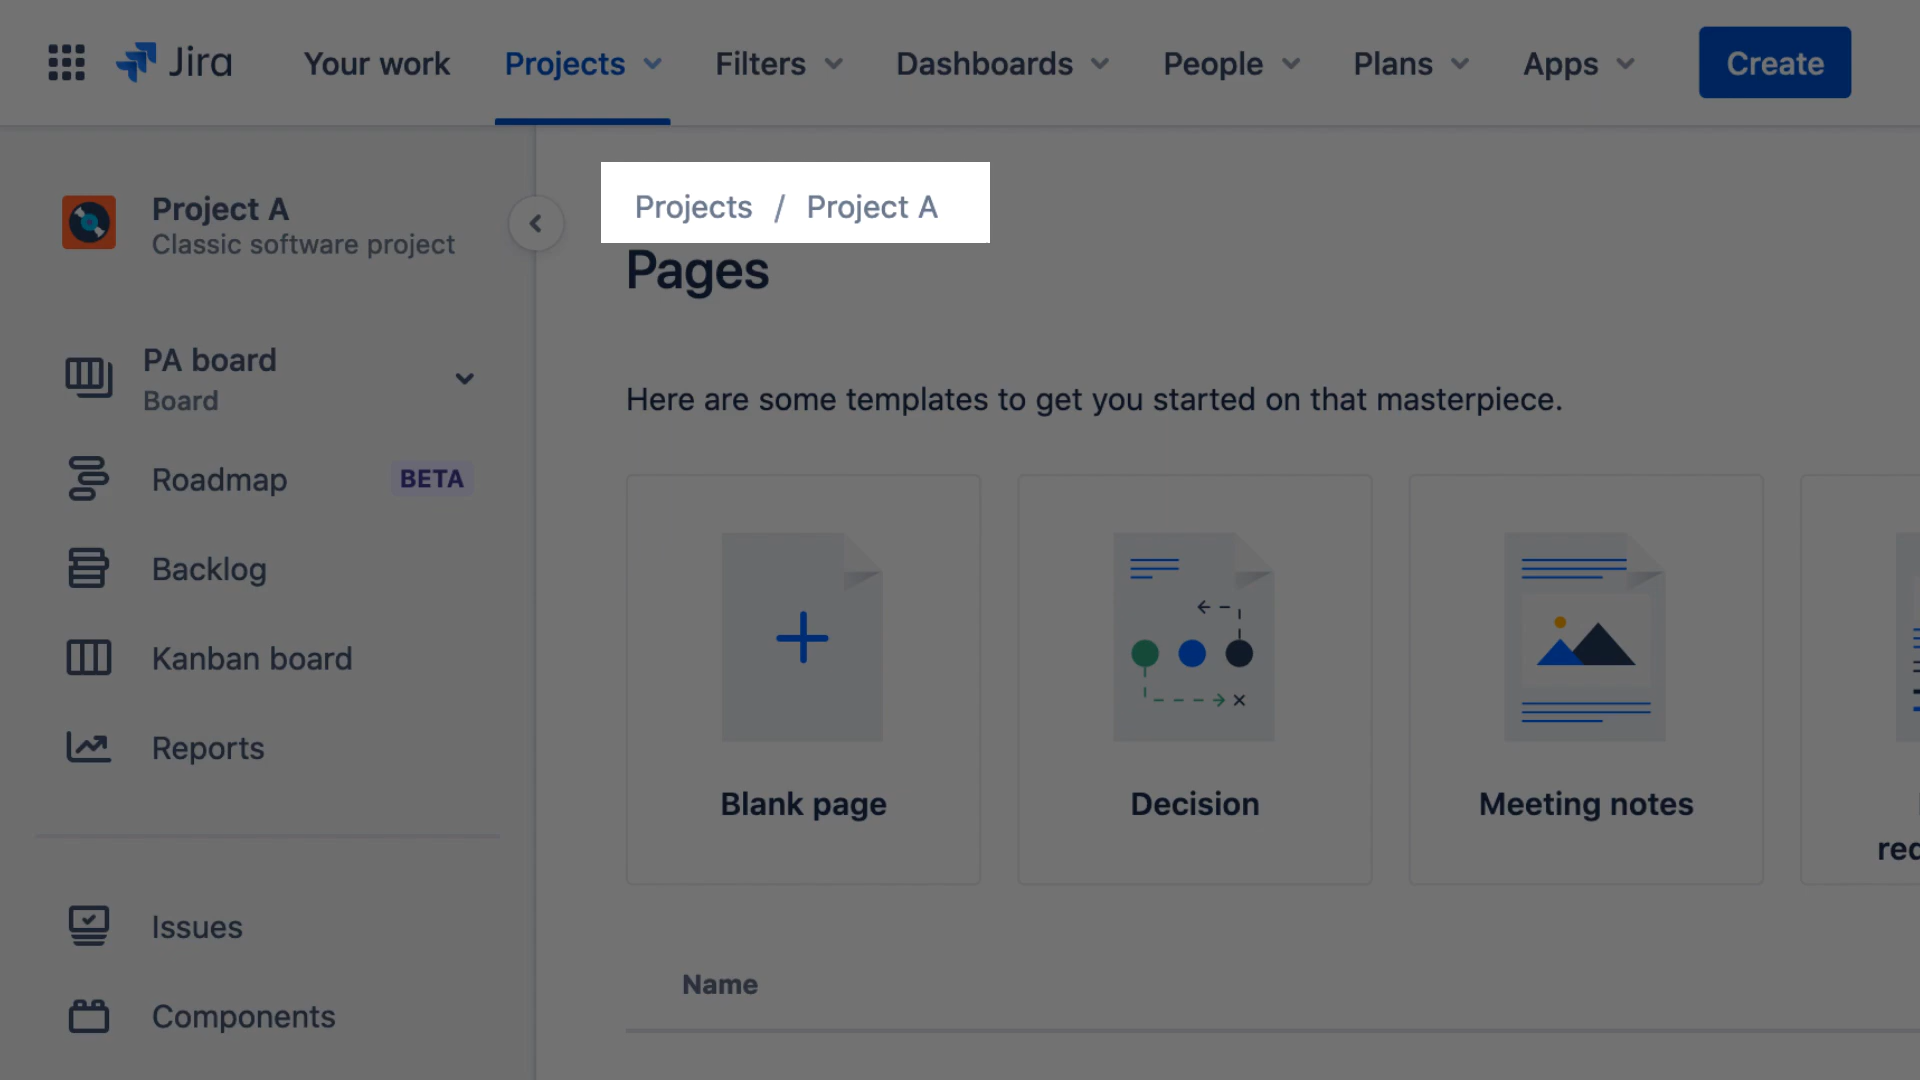 Jira
Your work
Projects
Filters
Dashboards
People
Plans
Apps
Create
Project A
Classic software project
PA board
Board
Roadmap
BETA
Backlog
Kanban board
Reports
Issues
Components
Projects / Project A
Pages
Here are some templates to get you started on that masterpiece.
Blank page
Decision
Meeting notes
Name